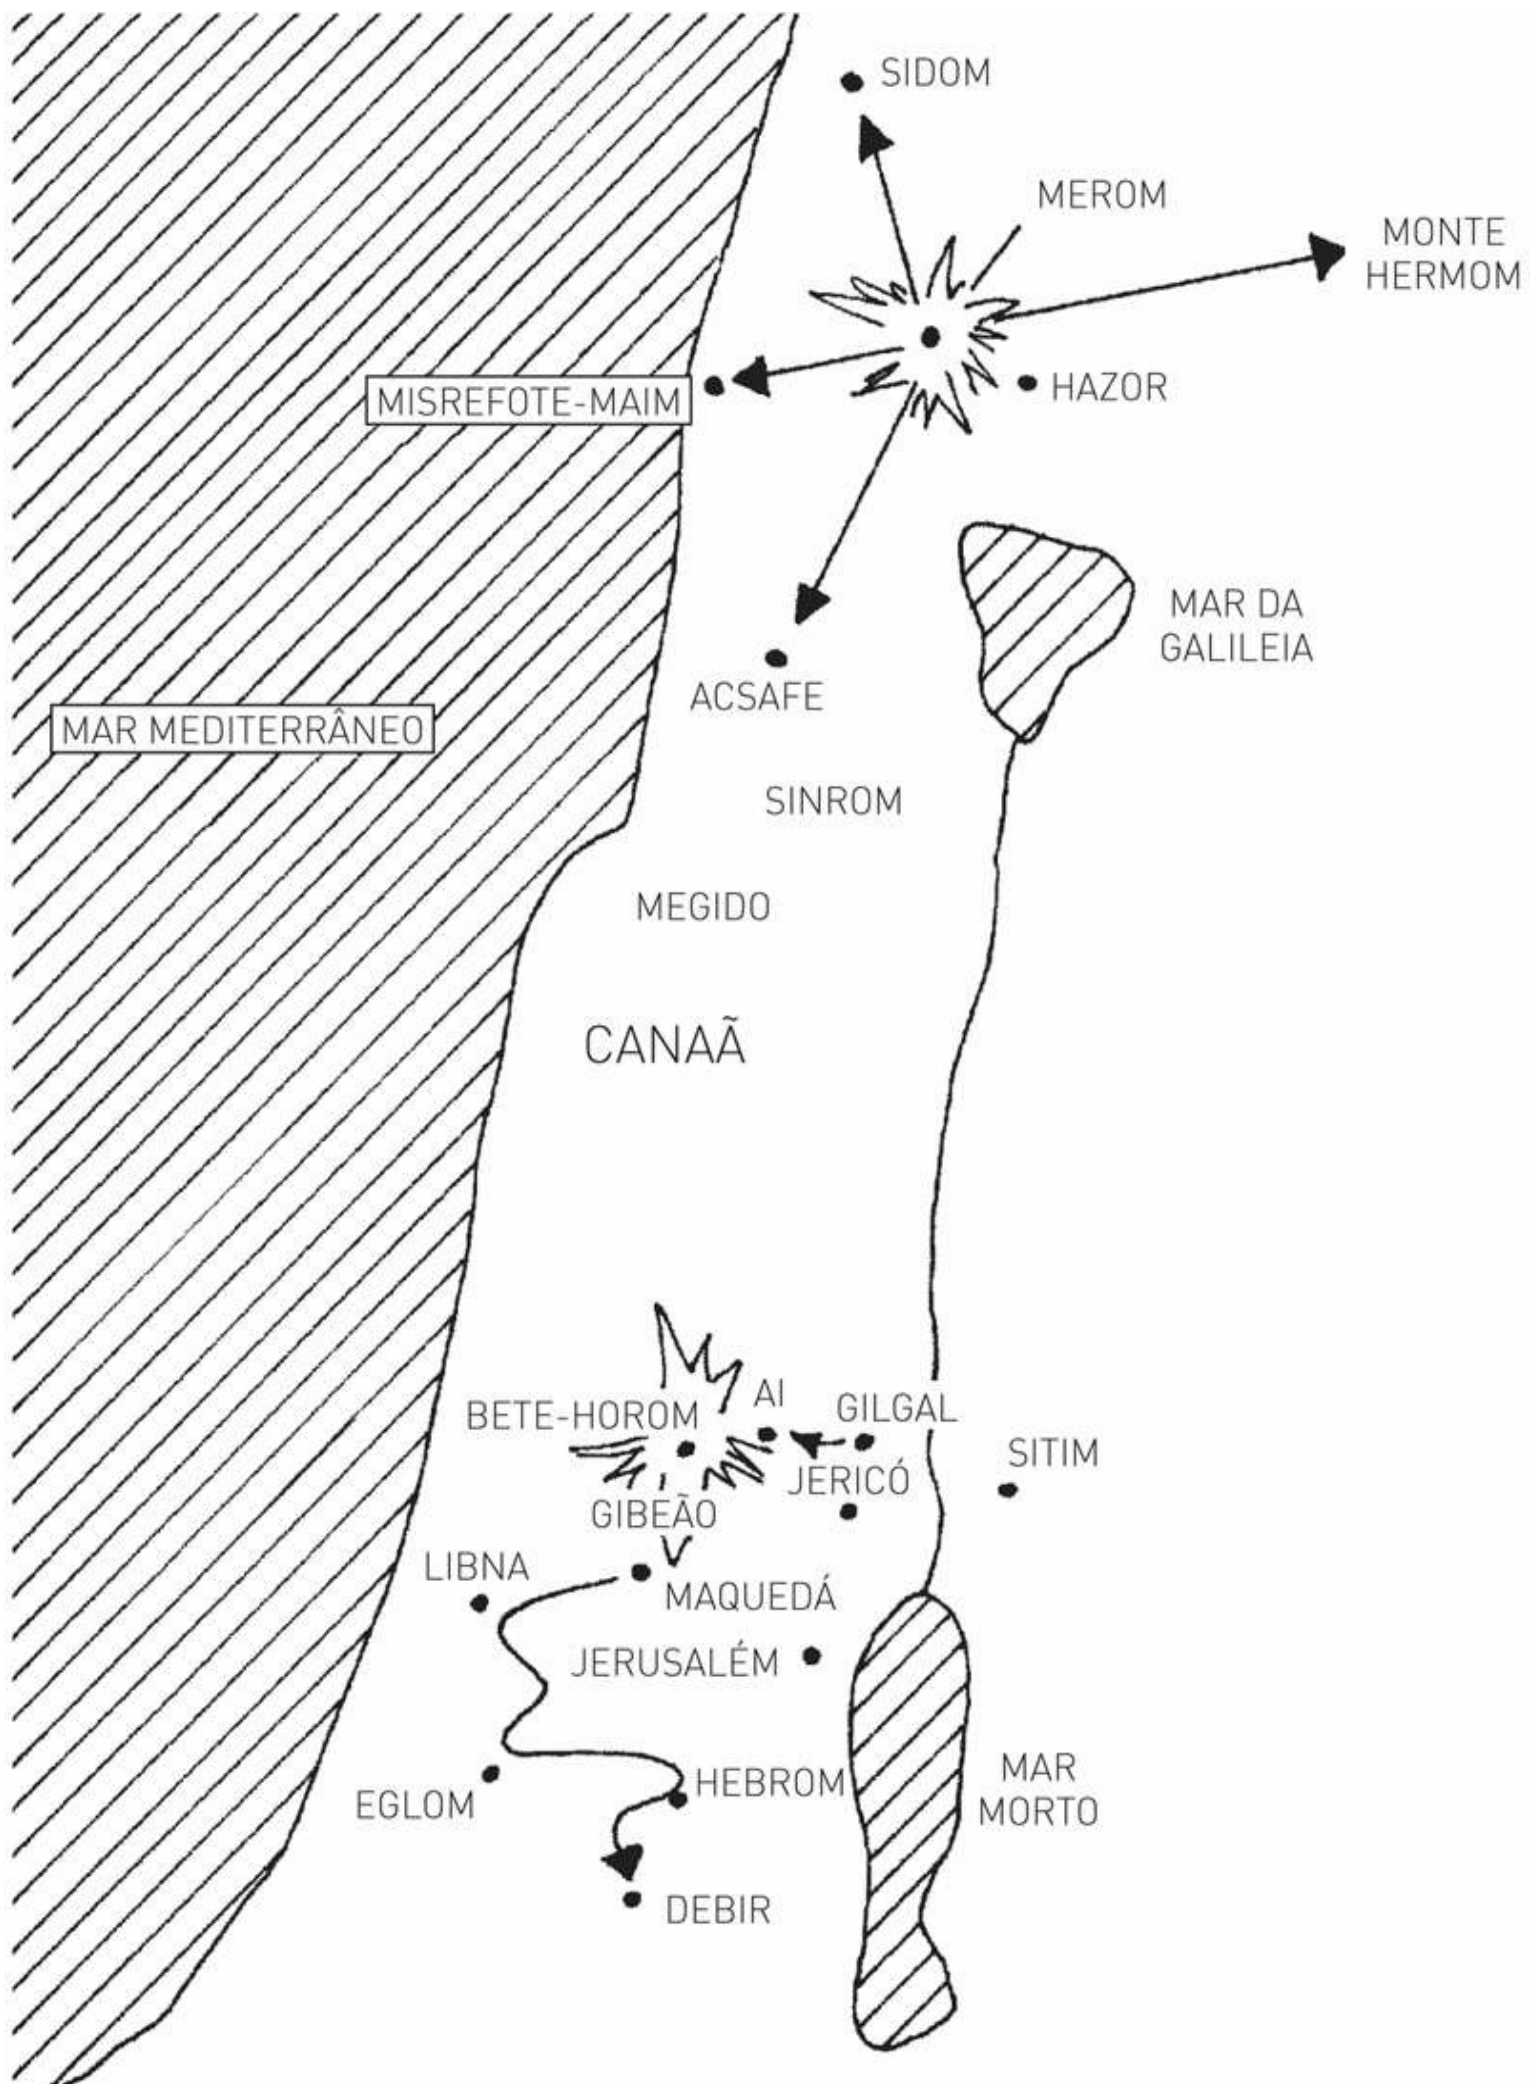 SIDOM
MEROM
MONTE
HERMOM
MISREFOTE-MAIM
HAZOR
MAR DA
GALILEIA
ACSAFE
MAR MEDITERRÂNEO
SINROM
MEGIDO
CANAÃ
AI
BETE-HOROM
GILGAL
SITIM
JERICÓ
GIBEÃO
LIBNA
MAQUEDÁ
JERUSALÉM
HEBROM
MAR
MORTO
EGLOM
DEBIR